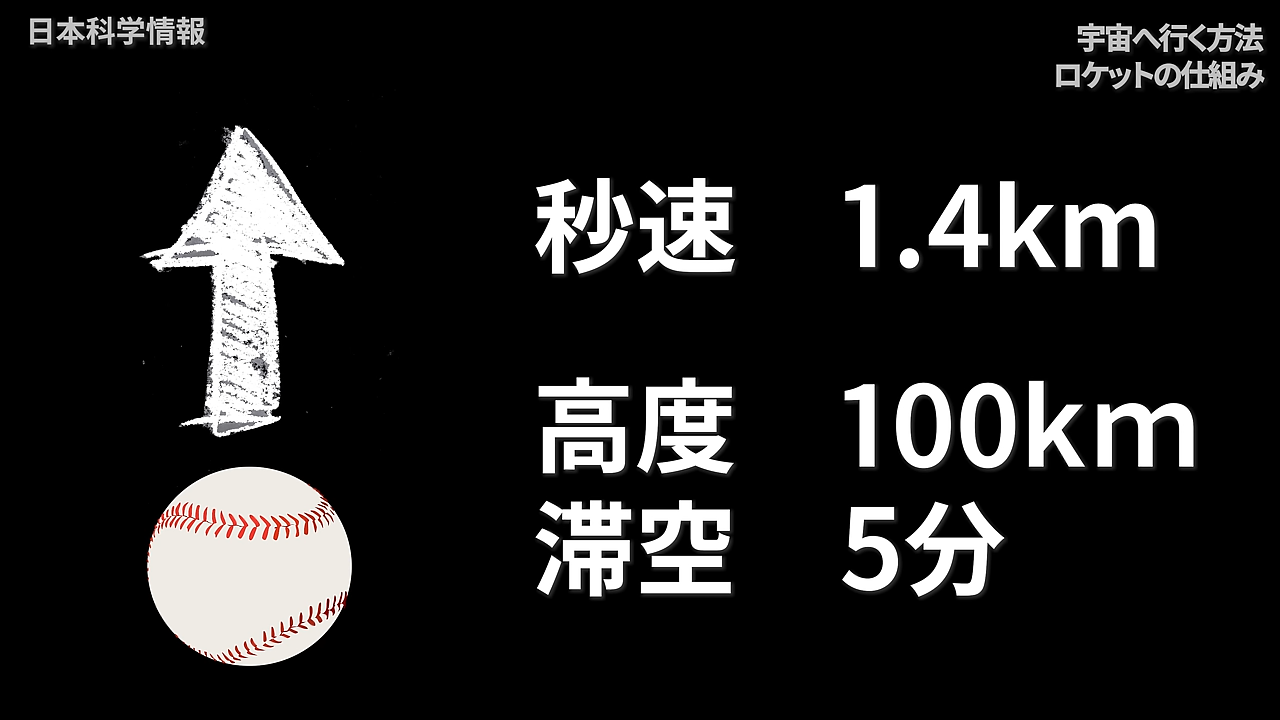 日本科学情報
宇宙へ行く方法
ロケットの仕組み
秒速 1.4km
高度 100km
滞空 5分